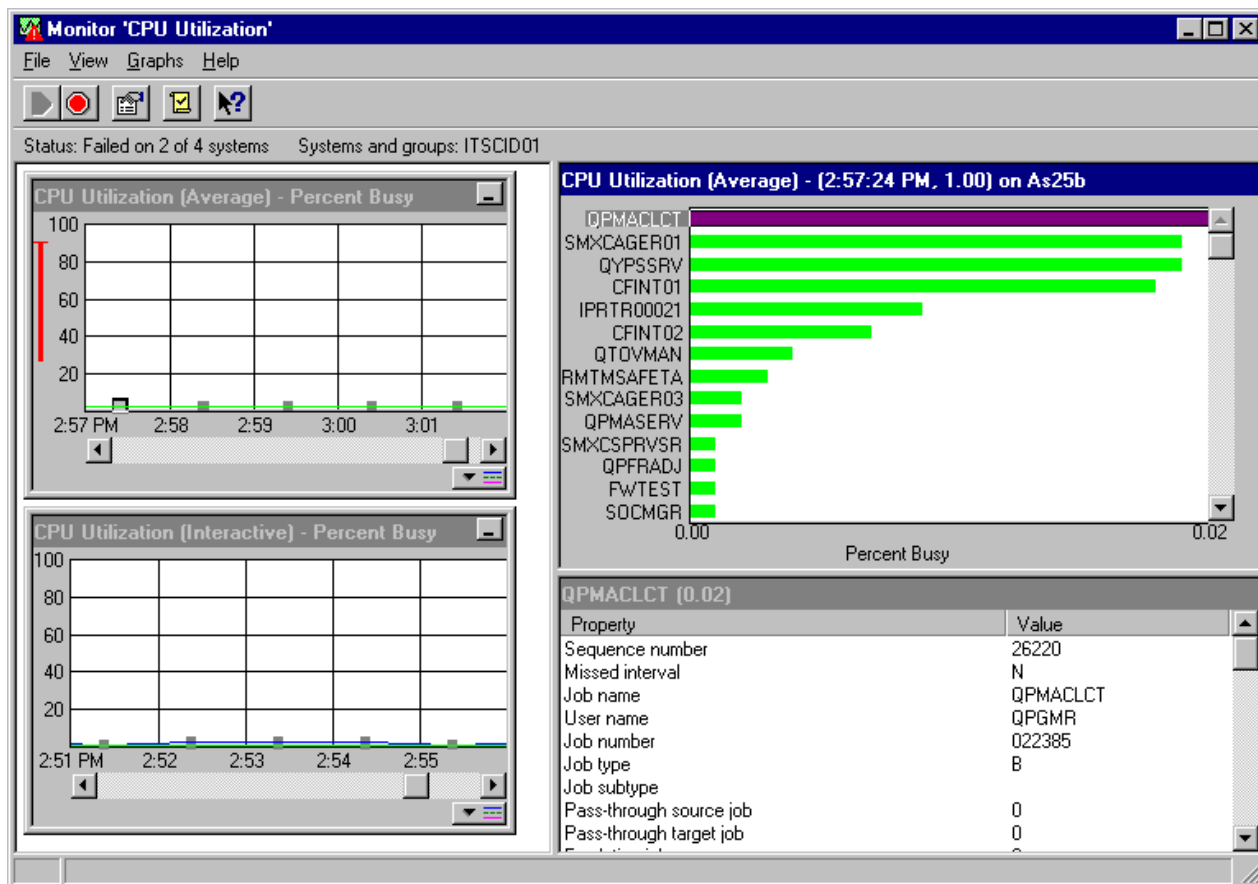 Monitor 'CPU Utilization'
File View Graphs Help
Status: Failed on 2 of 4 systems Systems and groups: ITSCID01
CPU Utilization (Average) - Percent Busy
100
80
60
40
20
2:57 PM 2:58 2:59 3:00 3:01
CPU Utilization (Interactive) - Percent Busy
100
80
60
40
20
2:51 PM 2:52 2:53 2:54 2:55
CPU Utilization (Average) - (2:57:24 PM, 1.00) on As25b
QPMACLCT
SMXCAGER01
QYPSSRV
CFINT01
IPRTR00021
CFINT02
QTOVMAN
RMTMSAFETA
SMXCAGER03
QPMASERV
SMXCSPRVSR
QPFRADJ
FWTEST
SOCMGR
0.00 0.02
Percent Busy
QPMACLCT (0.02)
Property Value
Sequence number 26220
Missed interval N
Job name QPMACLCT
User name QPGMR
Job number 022385
Job type B
Job subtype
Pass-through source job 0
Pass-through target job 0